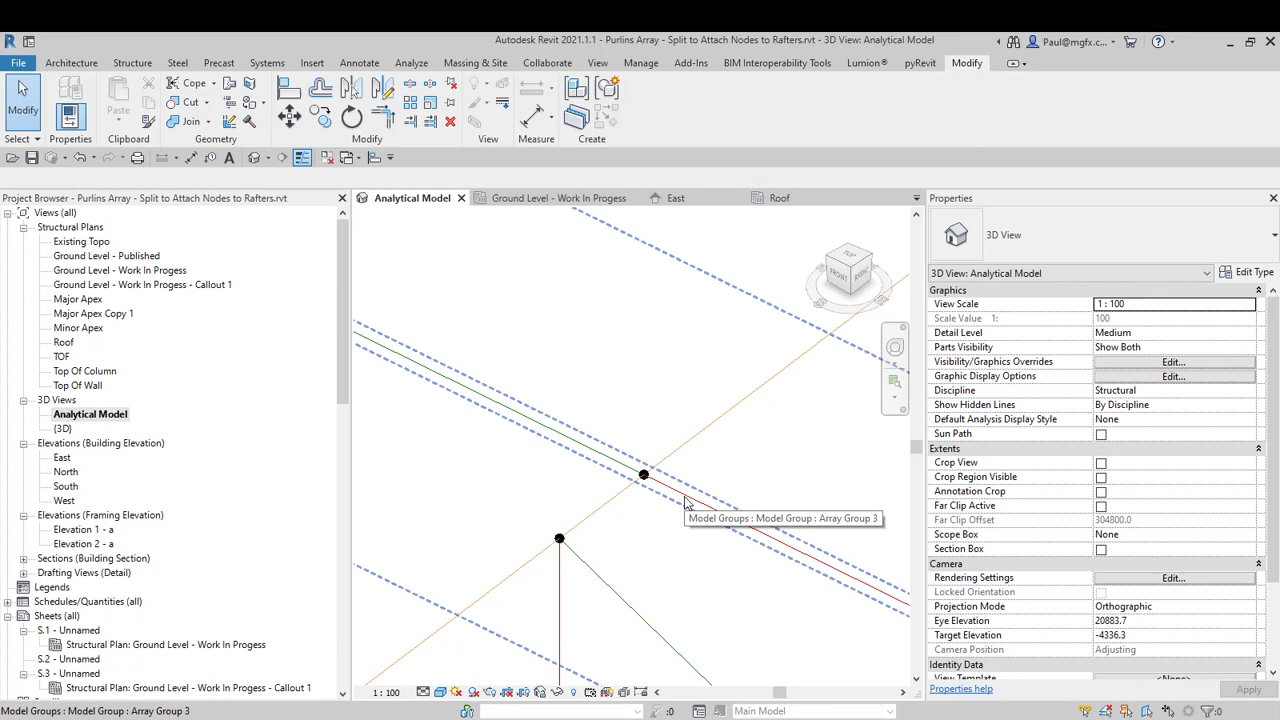 Autodesk Revit 2021.1.1 - Purlins Array - Split to Attach Nodes to Rafters.rvt - 3D View: Analytical Model
Paul@mgfx.c...
File Architecture Structure Steel Precast Systems Insert Annotate Analyze Massing & Site Collaborate View Manage Add-Ins BIM Interoperability Tools Lumion® pyRevit Modify
Modify
Paste
Cope
Cut
Join
Select Properties Clipboard Geometry Modify View Measure Create
Project Browser - Purlins Array - Split to Attach Nodes to Rafters.rvt
Views (all)
Structural Plans
Existing Topo
Ground Level - Published
Ground Level - Work In Progess
Ground Level - Work In Progess - Callout 1
Major Apex
Major Apex Copy 1
Minor Apex
Roof
TOF
Top Of Column
Top Of Wall
3D Views
Analytical Model
{3D}
Elevations (Building Elevation)
East
North
South
West
Elevations (Framing Elevation)
Elevation 1 - a
Elevation 2 - a
Sections (Building Section)
Drafting Views (Detail)
Legends
Schedules/Quantities (all)
Sheets (all)
S.1 - Unnamed
Structural Plan: Ground Level - Work In Progess
S.2 - Unnamed
S.3 - Unnamed
Structural Plan: Ground Level - Work In Progess - Callout 1
Analytical Model Ground Level - Work In Progess East Roof
TOP
FRONT
RIGHT
Model Groups : Model Group : Array Group 3
1 : 100
Properties
3D View
3D View: Analytical Model
Edit Type
Graphics
View Scale 1 : 100
Scale Value 1: 100
Detail Level Medium
Parts Visibility Show Both
Visibility/Graphics Overrides Edit...
Graphic Display Options Edit...
Discipline Structural
Show Hidden Lines By Discipline
Default Analysis Display Style None
Sun Path
Extents
Crop View
Crop Region Visible
Annotation Crop
Far Clip Active
Far Clip Offset 304800.0
Scope Box None
Section Box
Camera
Rendering Settings Edit...
Locked Orientation
Projection Mode Orthographic
Eye Elevation 20883.7
Target Elevation -4336.3
Camera Position Adjusting
Identity Data
View Template <None>
Properties help
Apply
Model Groups : Model Group : Array Group 3
:0
Main Model
:0